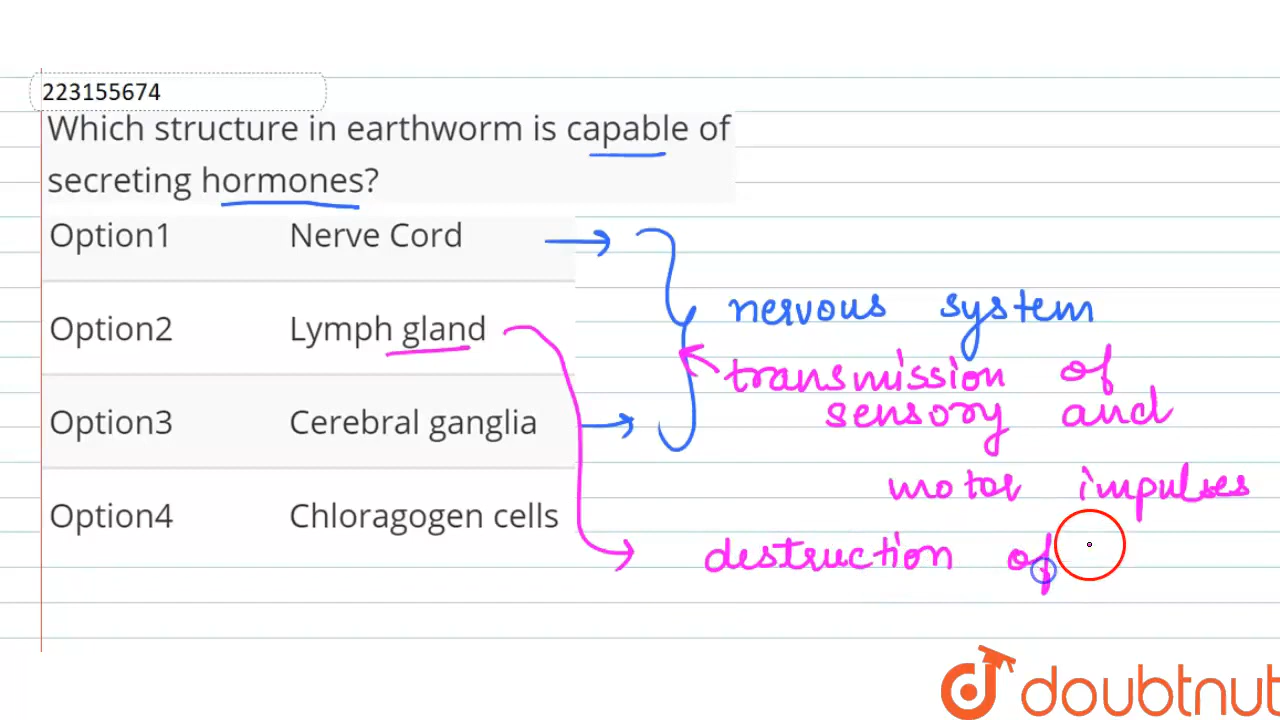 223155674
Which structure in earthworm is capable of
secreting hormones?
Option1 Nerve Cord
Option2 Lymph gland
Option3 Cerebral ganglia
Option4 Chloragogen cells
nervous system
transmission of
sensory and
motor impulses
destruction of
doubtnut